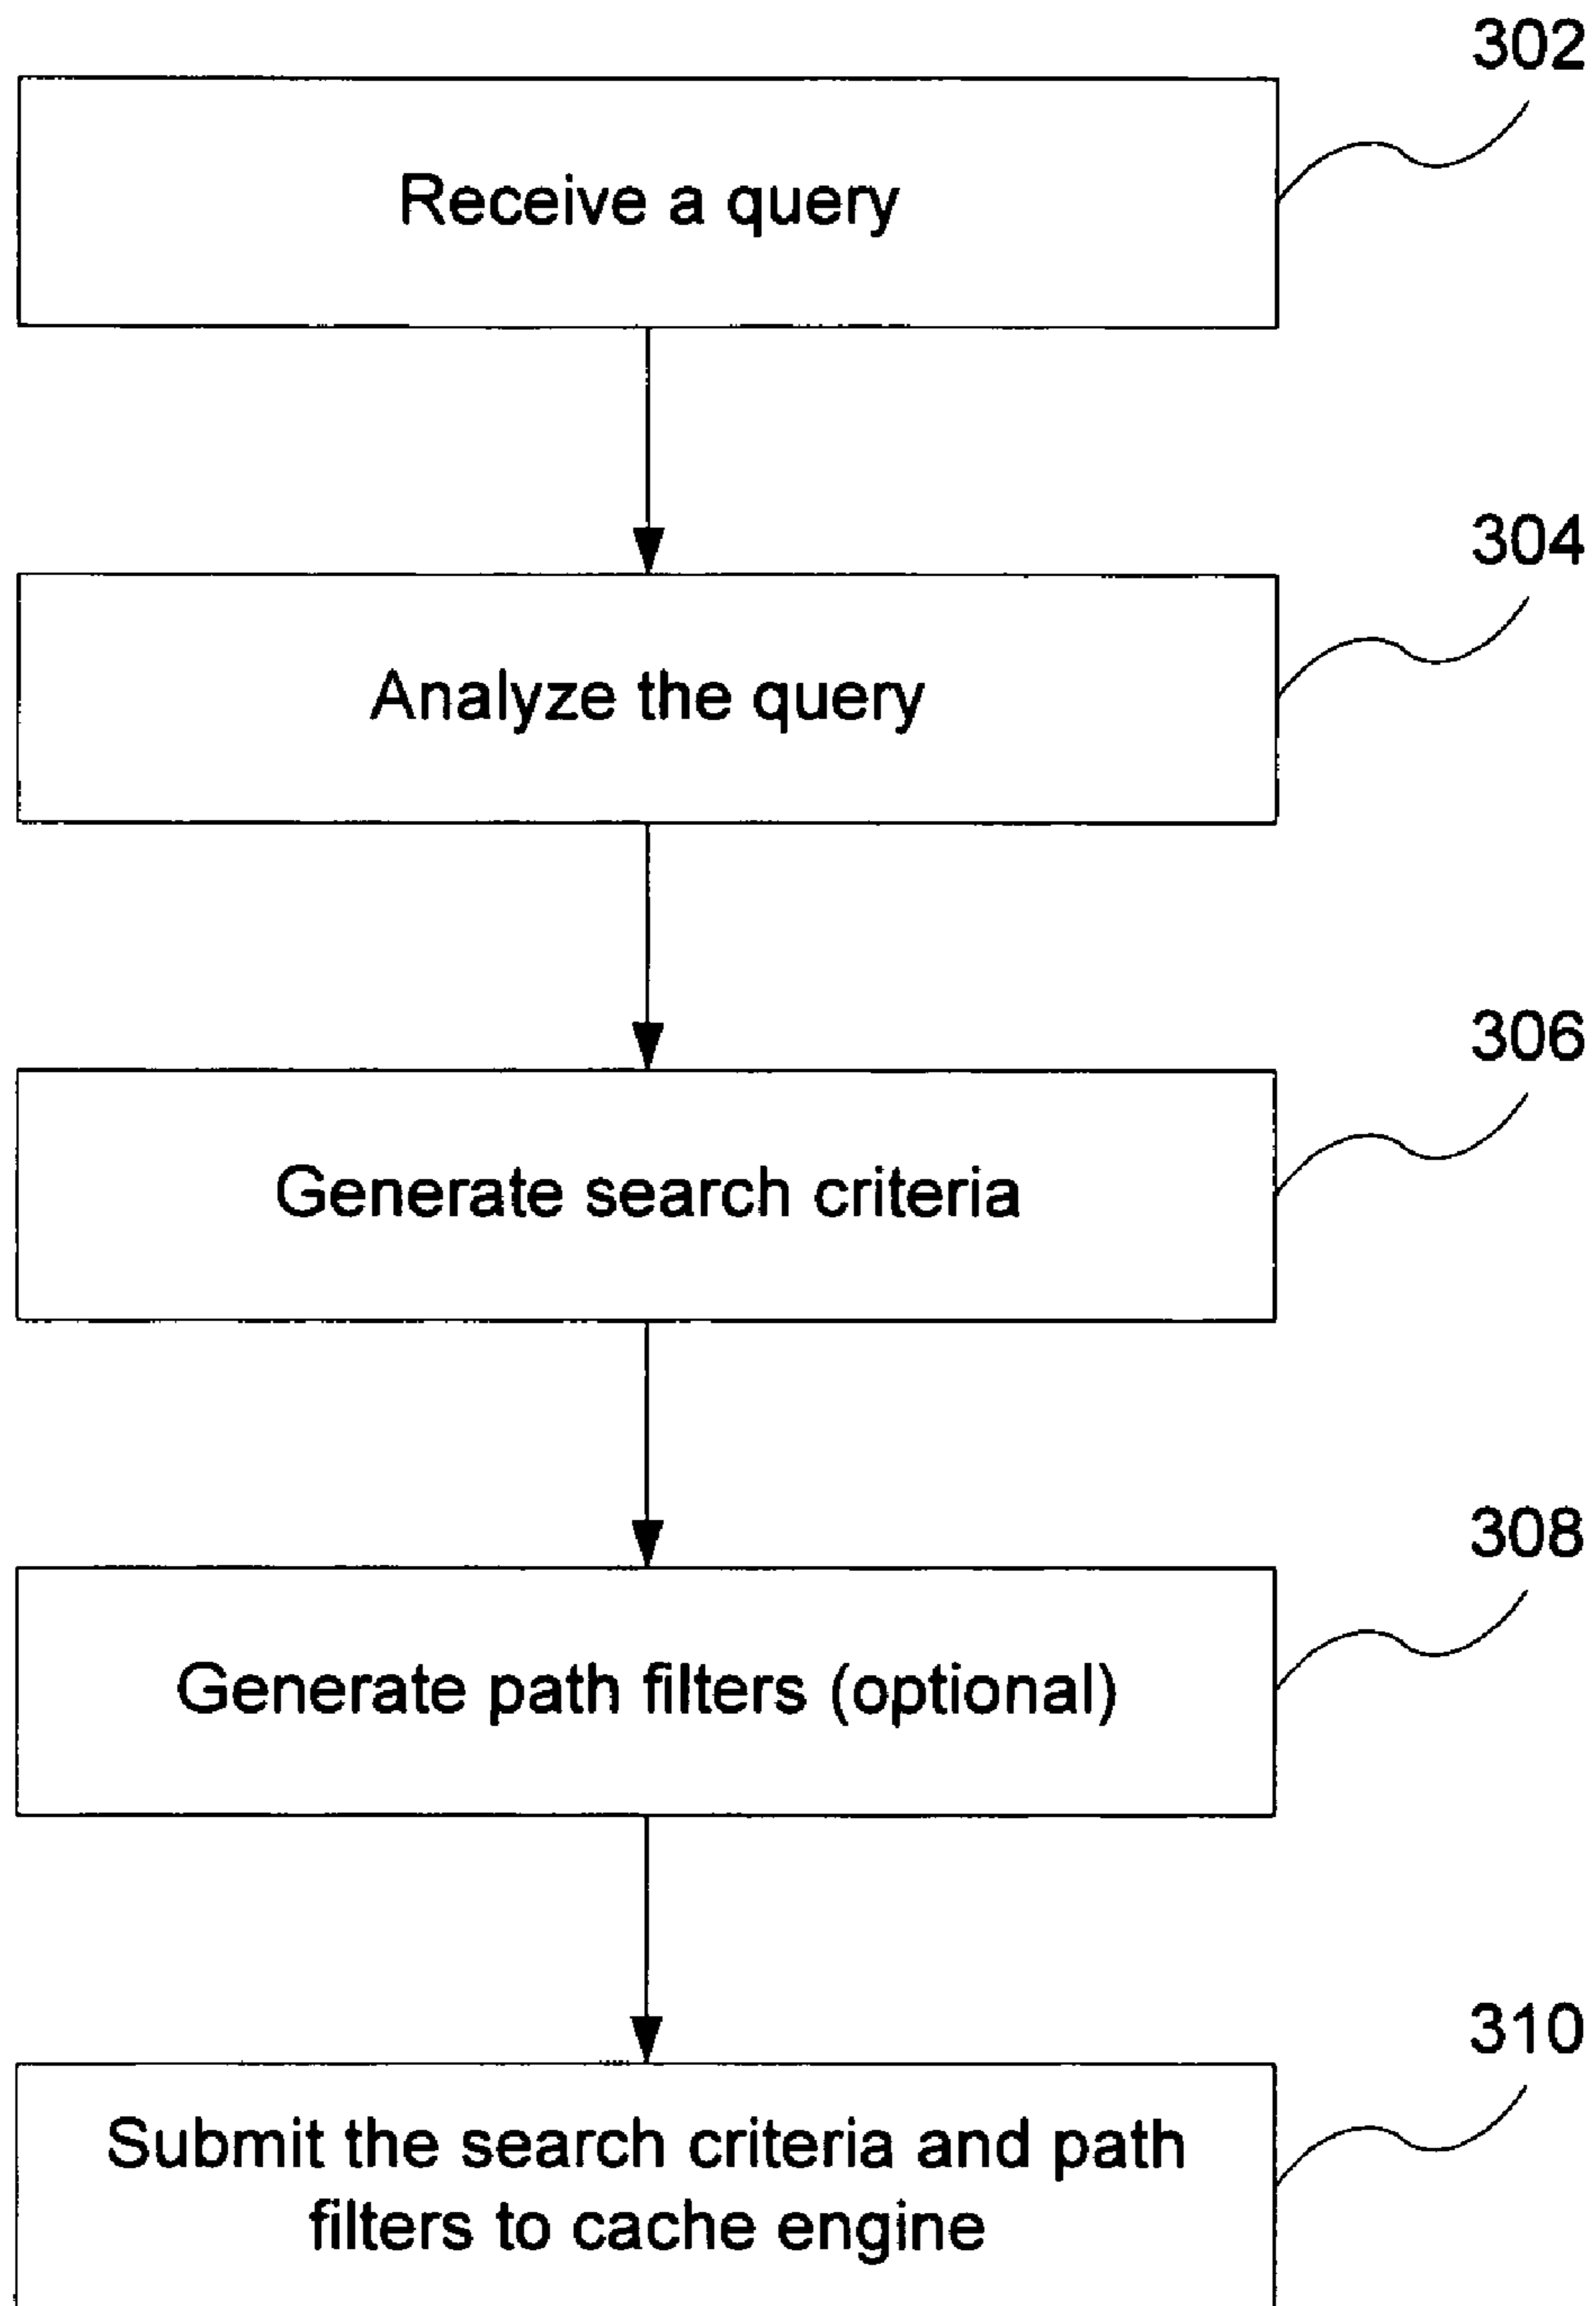 302
Receive a query
304
Analyze the query
306
Generate search criteria
308
Generate path filters (optional)
310
Submit the search criteria and path
filters to cache engine